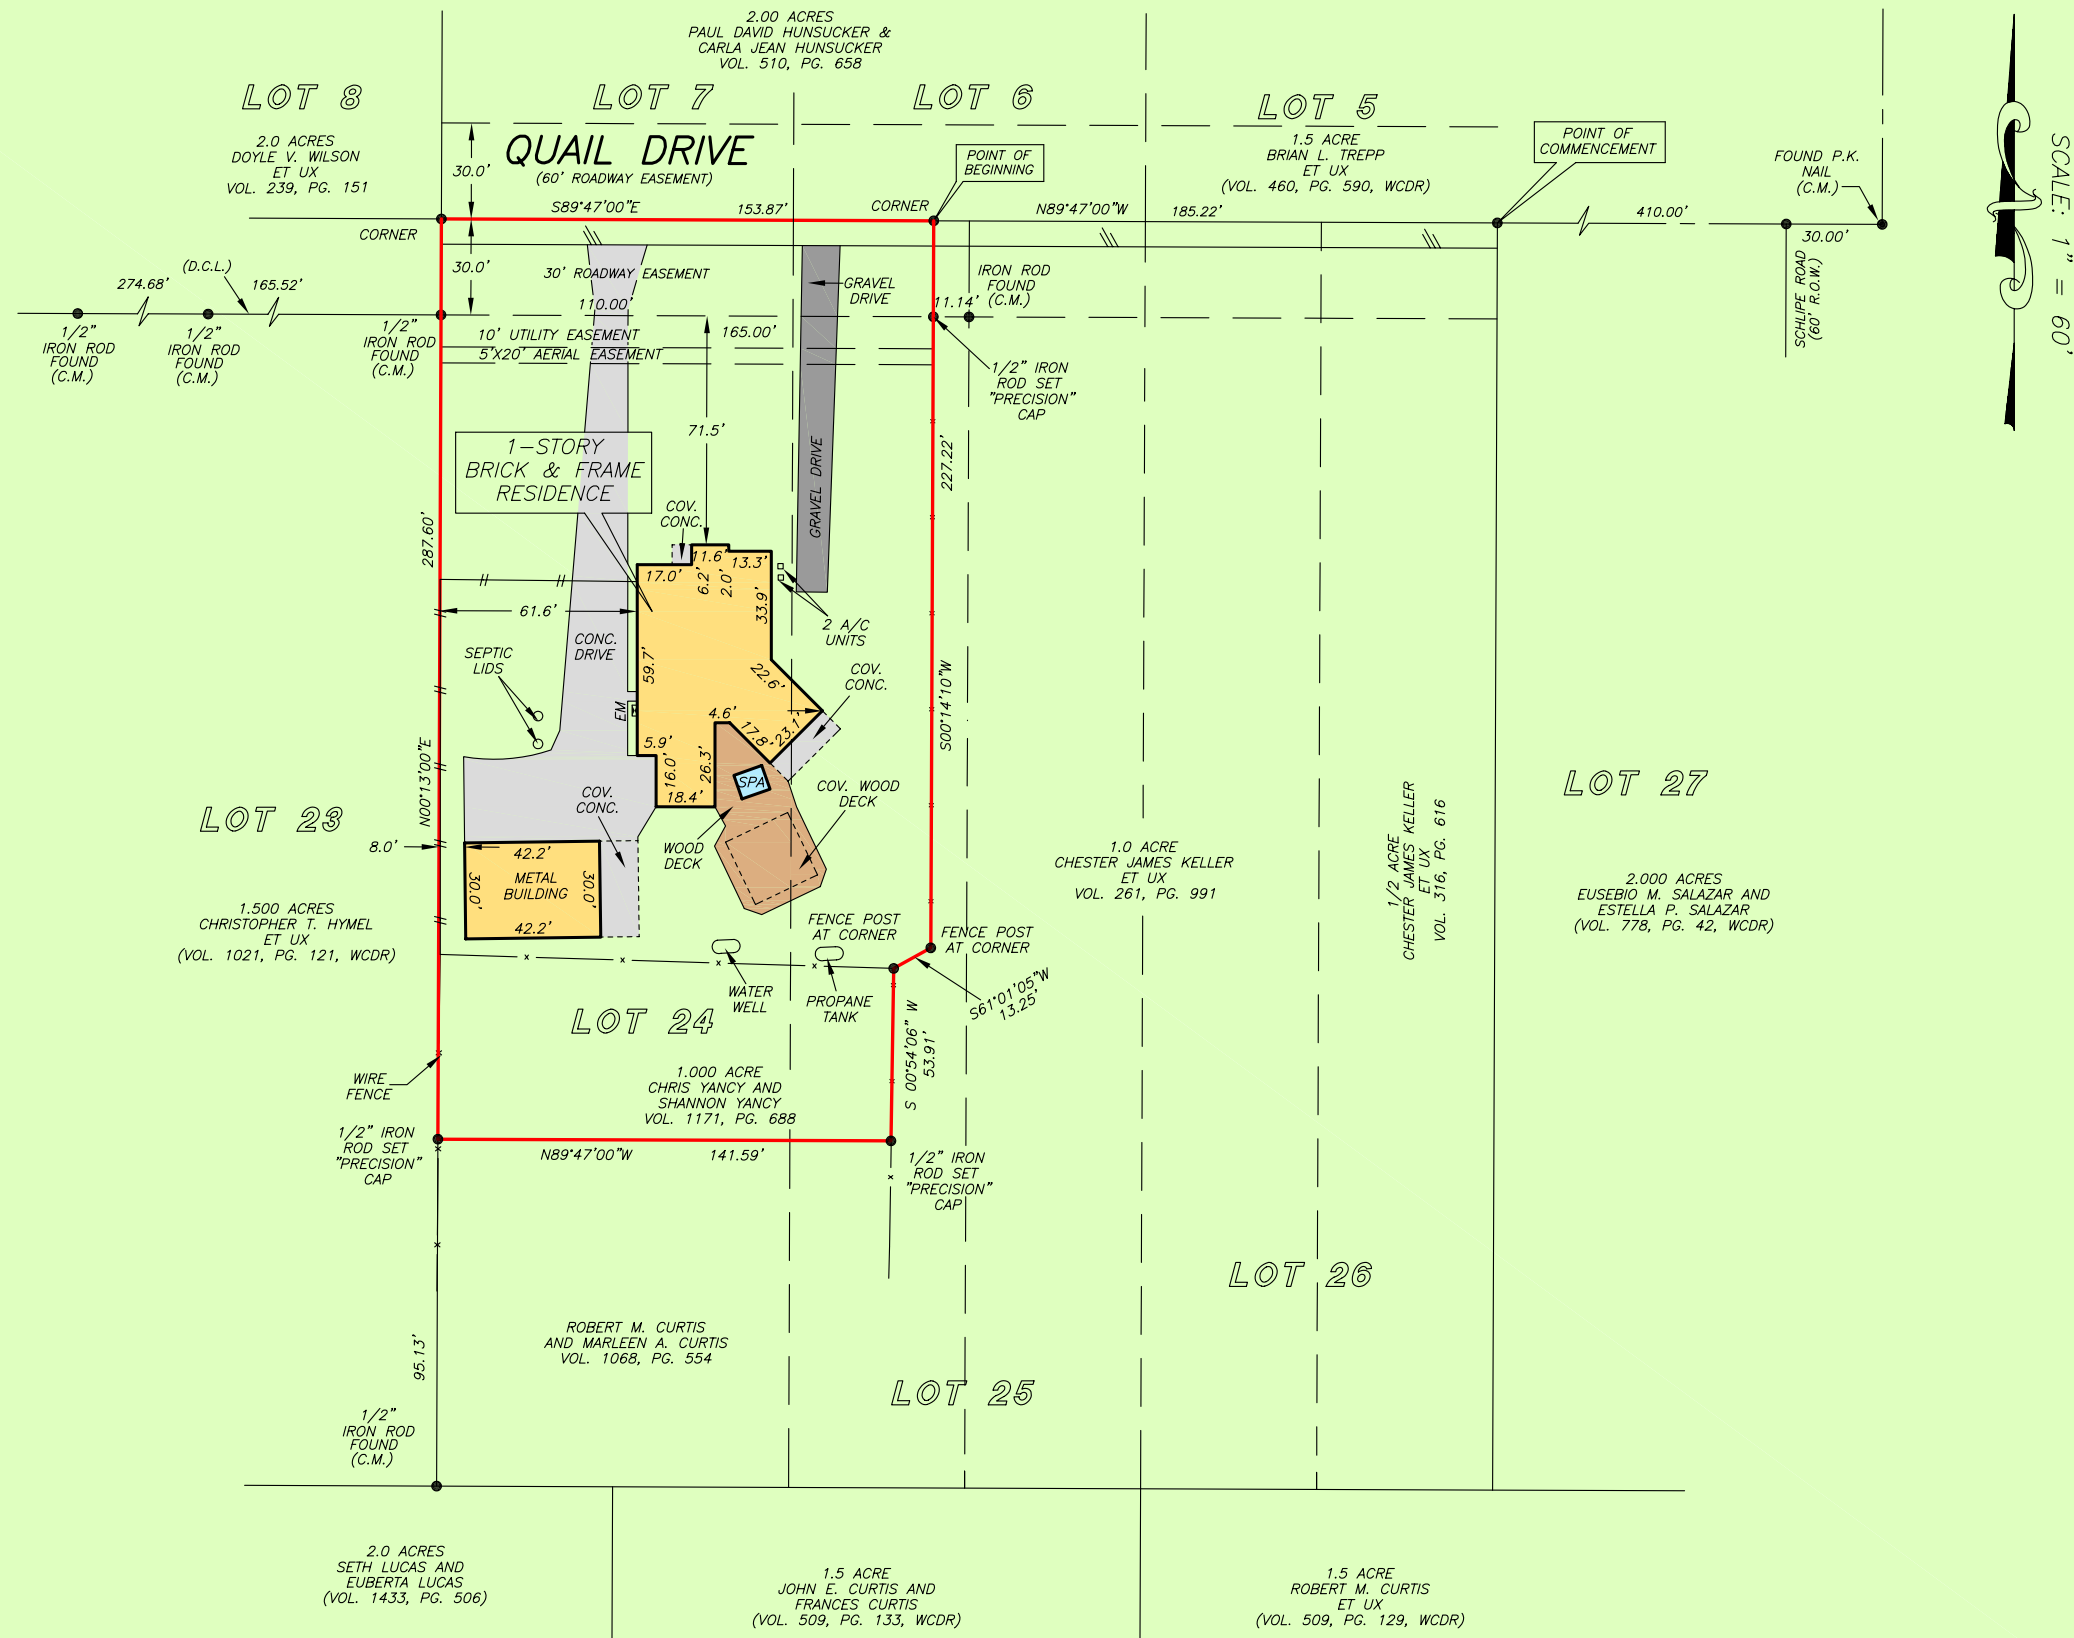 2.00 ACRES
PAUL DAVID HUNSUCKER &
CARLA JEAN HUNSUCKER
VOL. 510, PG. 658
LOT 8
LOT 7
LOT 6
LOT 5
2.0 ACRES
DOYLE V. WILSON
ET UX
VOL. 239, PG. 151
30.0'
QUAIL DRIVE
(60' ROADWAY EASEMENT)
POINT OF
BEGINNING
1.5 ACRE
BRIAN L. TREPP
ET UX
(VOL. 460, PG. 590, WCDR)
POINT OF
COMMENCEMENT
FOUND P.K.
NAIL
(C.M.)
SCALE: 1" = 60'
S89°47'00"E
153.87'
CORNER
N89°47'00"W
185.22'
410.00'
30.00'
CORNER
(D.C.L.)
274.68'
165.52'
30.0'
30' ROADWAY EASEMENT
110.00'
GRAVEL
DRIVE
IRON ROD
FOUND
(C.M.)
11.14'
SCHLIPE ROAD
(60' R.O.W.)
1/2"
IRON ROD
FOUND
(C.M.)
1/2"
IRON ROD
FOUND
(C.M.)
1/2"
IRON ROD
FOUND
(C.M.)
10' UTILITY EASEMENT
165.00'
5'X20' AERIAL EASEMENT
1/2" IRON
ROD SET
"PRECISION"
CAP
71.5'
1-STORY
BRICK & FRAME
RESIDENCE
GRAVEL DRIVE
227.22'
287.60'
COV.
CONC.
11.6'
13.3'
17.0'
6.2'
2.0'
33.9'
61.6'
2 A/C
UNITS
CONC.
DRIVE
SEPTIC
LIDS
59.7'
22.6'
COV.
CONC.
S00°14'10"W
EM
4.6'
17.8'
23.1'
5.9'
16.0'
26.3'
18.4'
SPA
N00°13'00"E
COV.
CONC.
COV. WOOD
DECK
WOOD
DECK
LOT 23
8.0'
42.2'
METAL
BUILDING
30.0'
30.0'
42.2'
1.500 ACRES
CHRISTOPHER T. HYMEL
ET UX
(VOL. 1021, PG. 121, WCDR)
1.0 ACRE
CHESTER JAMES KELLER
ET UX
VOL. 261, PG. 991
1/2 ACRE
CHESTER JAMES KELLER
ET UX
VOL. 316, PG. 616
LOT 27
2.000 ACRES
EUSEBIO M. SALAZAR AND
ESTELLA P. SALAZAR
(VOL. 778, PG. 42, WCDR)
FENCE POST
AT CORNER
FENCE POST
AT CORNER
WATER
WELL
PROPANE
TANK
S61°01'05"W
13.25'
LOT 24
S 00°54'06" W
53.91'
WIRE
FENCE
1.000 ACRE
CHRIS YANCY AND
SHANNON YANCY
VOL. 1171, PG. 688
1/2" IRON
ROD SET
"PRECISION"
CAP
N89°47'00"W
141.59'
1/2" IRON
ROD SET
"PRECISION"
CAP
LOT 26
ROBERT M. CURTIS
AND MARLEEN A. CURTIS
VOL. 1068, PG. 554
95.13'
LOT 25
1/2"
IRON ROD
FOUND
(C.M.)
2.0 ACRES
SETH LUCAS AND
EUBERTA LUCAS
(VOL. 1433, PG. 506)
1.5 ACRE
JOHN E. CURTIS AND
FRANCES CURTIS
(VOL. 509, PG. 133, WCDR)
1.5 ACRE
ROBERT M. CURTIS
ET UX
(VOL. 509, PG. 129, WCDR)